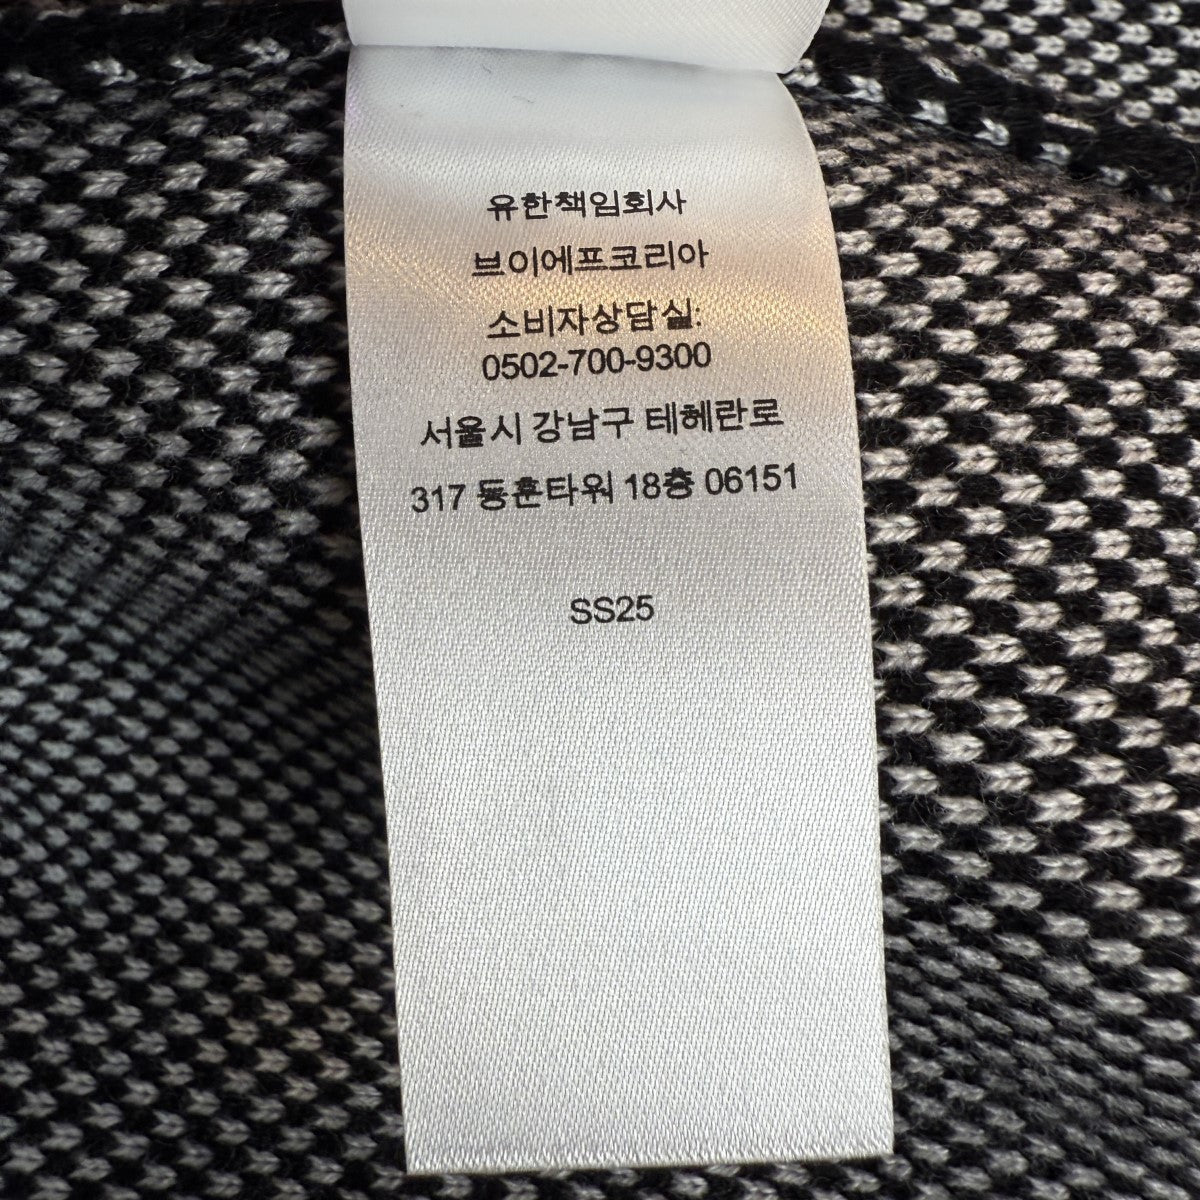 유한책임회사
브이에프코리아
소비자상담실:
0502-700-9300
서울시 강남구 테헤란로
317 동훈타워 18층 06151
SS25